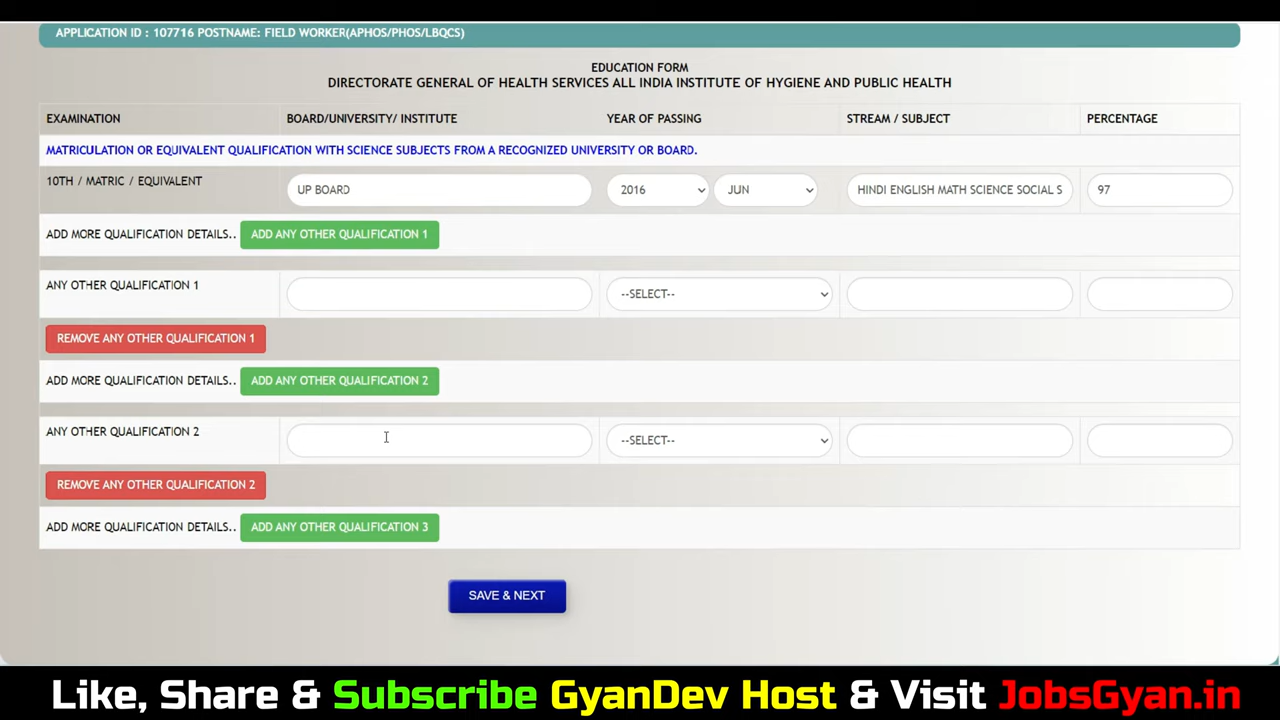 APPLICATION ID : 107716 POSTNAME: FIELD WORKER(APHOS/PHOS/LBQCS)
EDUCATION FORM
DIRECTORATE GENERAL OF HEALTH SERVICES ALL INDIA INSTITUTE OF HYGIENE AND PUBLIC HEALTH
EXAMINATION BOARD/UNIVERSITY/ INSTITUTE YEAR OF PASSING STREAM / SUBJECT PERCENTAGE
MATRICULATION OR EQUIVALENT QUALIFICATION WITH SCIENCE SUBJECTS FROM A RECOGNIZED UNIVERSITY OR BOARD.
10TH / MATRIC / EQUIVALENT UP BOARD 2016 JUN HINDI ENGLISH MATH SCIENCE SOCIAL S 97
ADD MORE QUALIFICATION DETAILS.. ADD ANY OTHER QUALIFICATION 1
ANY OTHER QUALIFICATION 1 --SELECT--
REMOVE ANY OTHER QUALIFICATION 1
ADD MORE QUALIFICATION DETAILS.. ADD ANY OTHER QUALIFICATION 2
ANY OTHER QUALIFICATION 2 --SELECT--
REMOVE ANY OTHER QUALIFICATION 2
ADD MORE QUALIFICATION DETAILS.. ADD ANY OTHER QUALIFICATION 3
SAVE & NEXT
Like, Share & Subscribe GyanDev Host & Visit JobsGyan.in